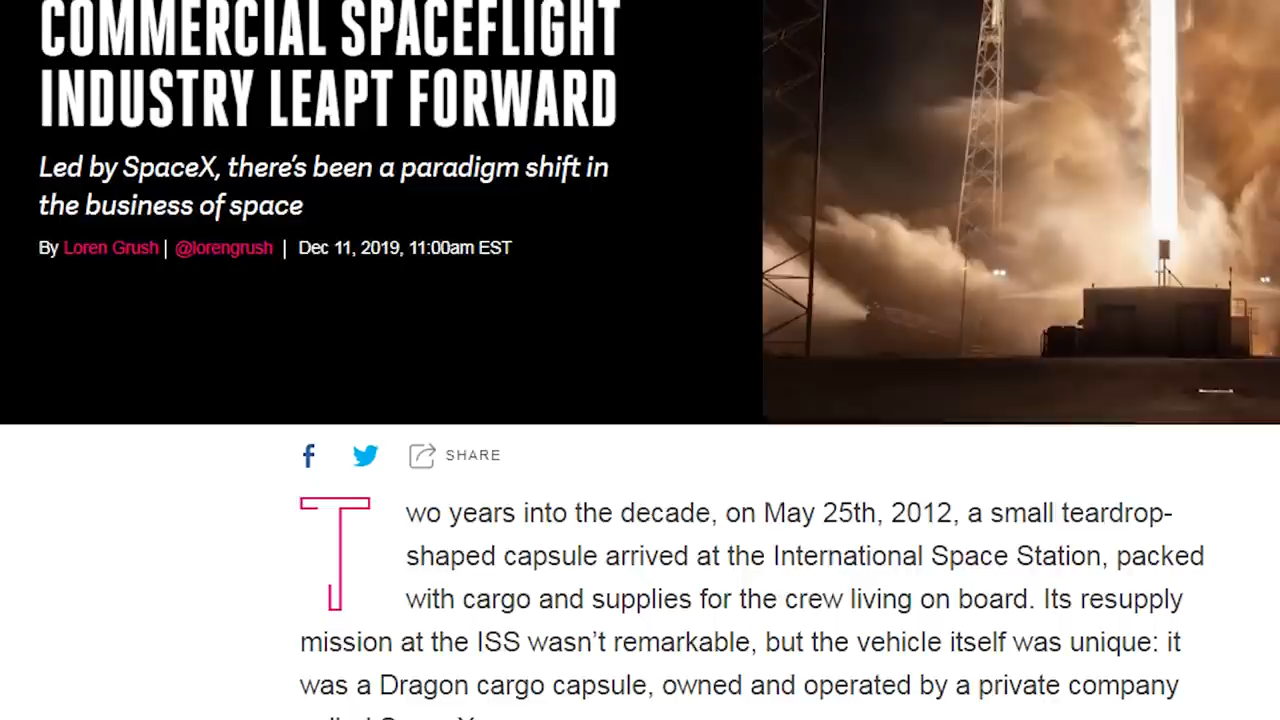 COMMERCIAL SPACEFLIGHT
INDUSTRY LEAPT FORWARD
Led by SpaceX, there's been a paradigm shift in
the business of space
By Loren Grush | @lorengrush | Dec 11, 2019, 11:00am EST
SHARE
Two years into the decade, on May 25th, 2012, a small teardrop-
shaped capsule arrived at the International Space Station, packed
with cargo and supplies for the crew living on board. Its resupply
mission at the ISS wasn't remarkable, but the vehicle itself was unique: it
was a Dragon cargo capsule, owned and operated by a private company